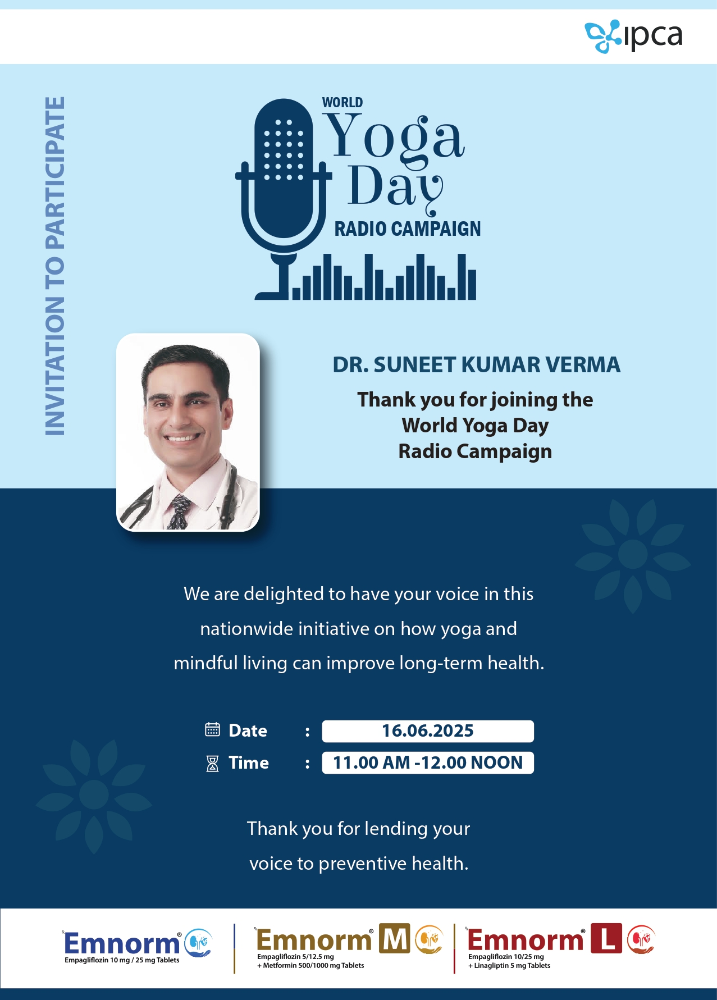 ipca
INVITATION TO PARTICIPATE
WORLD
Yoga
Day
RADIO CAMPAIGN
DR. SUNEET KUMAR VERMA
Thank you for joining the
World Yoga Day
Radio Campaign
We are delighted to have your voice in this
nationwide initiative on how yoga and
mindful living can improve long-term health.
Date : 16.06.2025
Time : 11.00 AM -12.00 NOON
Thank you for lending your
voice to preventive health.
℞ Emnorm®
Empagliflozin 10 mg / 25 mg Tablets
℞ Emnorm® M
Empagliflozin 5/12.5 mg
+ Metformin 500/1000 mg Tablets
℞ Emnorm® L
Empagliflozin 10/25 mg
+ Linagliptin 5 mg Tablets